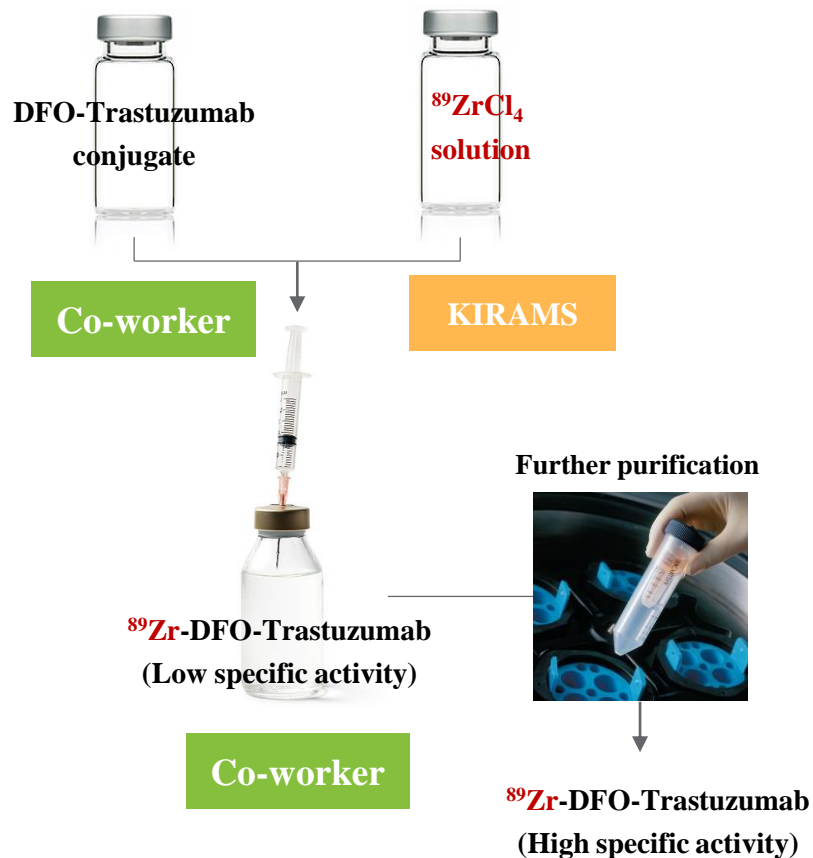 DFO-Trastuzumab
conjugate
⁸⁹ZrCl₄
solution
Co-worker
KIRAMS
Further purification
⁸⁹Zr-DFO-Trastuzumab
(Low specific activity)
Co-worker
⁸⁹Zr-DFO-Trastuzumab
(High specific activity)